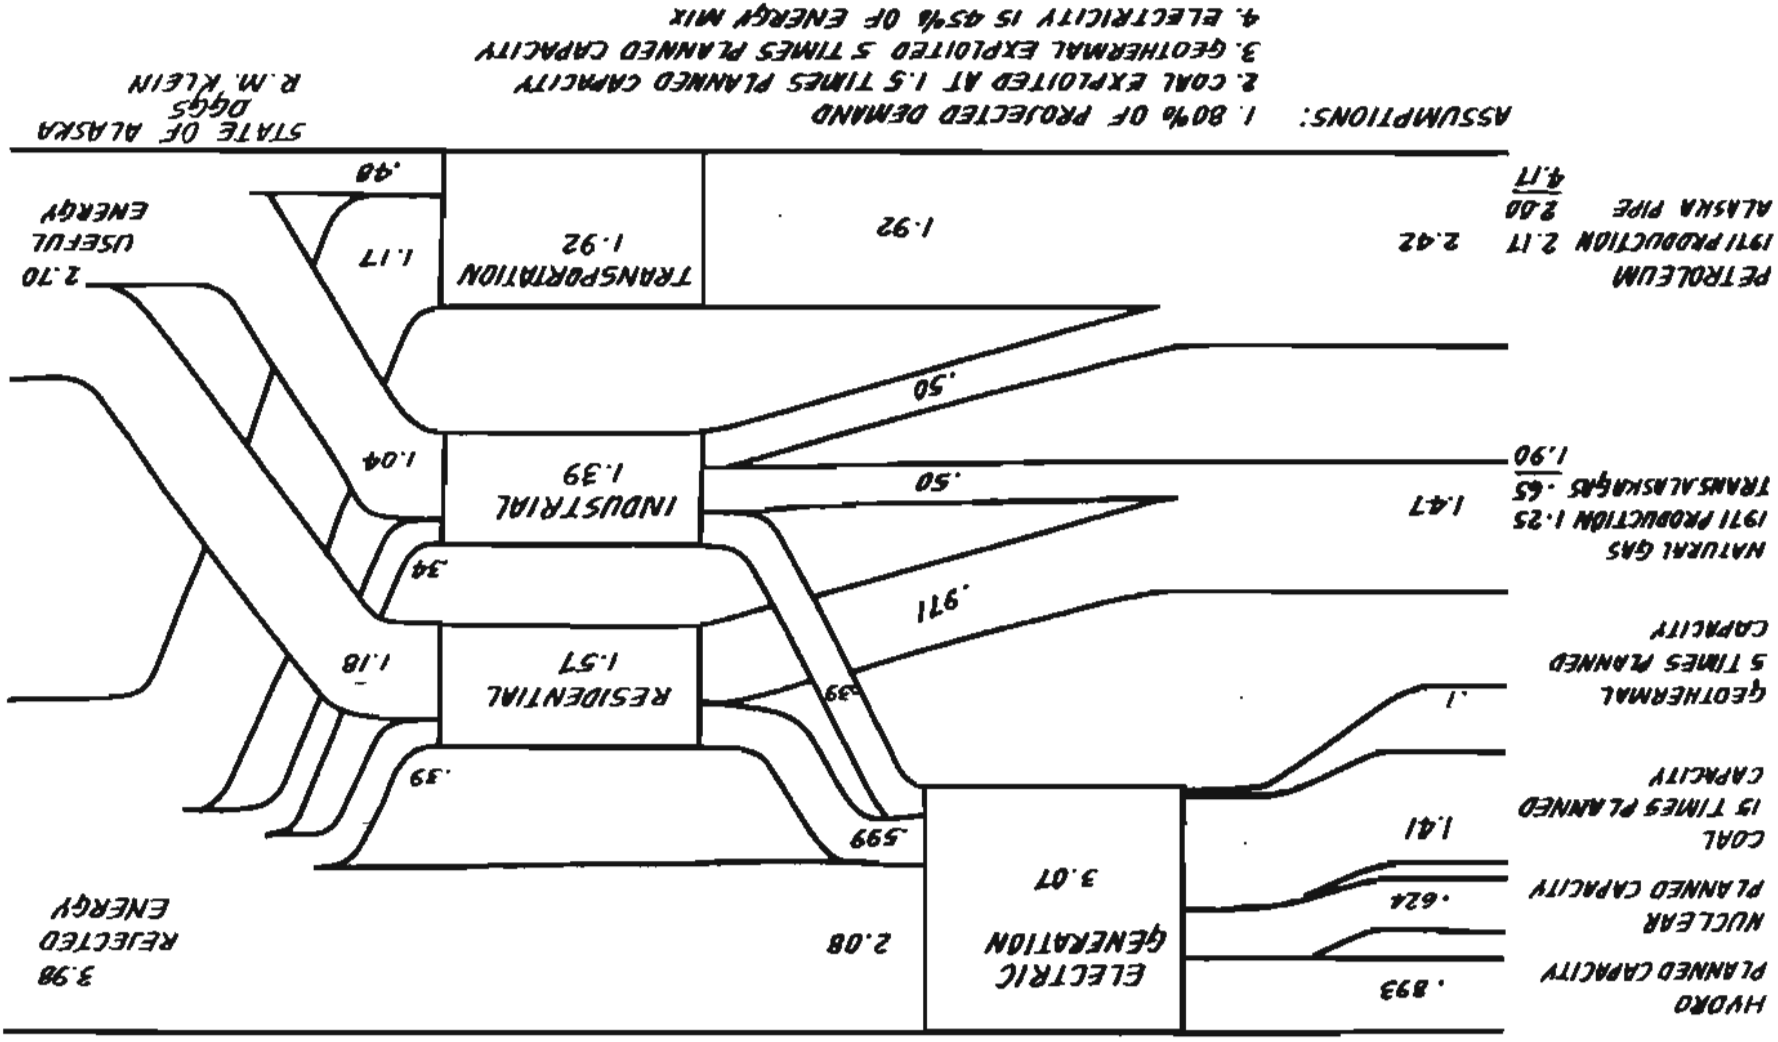 HYDRO
PLANNED CAPACITY
.893
NUCLEAR
PLANNED CAPACITY
.624
COAL
15 TIMES PLANNED
CAPACITY
1.41
GEOTHERMAL
5 TIMES PLANNED
CAPACITY
.1
NATURAL GAS
1971 PRODUCTION 1.25
TRANSALASKAGAS .65
1.90
1.47
PETROLEUM
1971 PRODUCTION 2.17
ALASKA PIPE 2.00
4.17
2.42
ELECTRIC
GENERATION
3.07
2.08
.599
.39
.971
.50
.50
1.92
RESIDENTIAL
1.57
.39
1.18
INDUSTRIAL
1.39
.34
1.04
TRANSPORTATION
1.92
1.17
.48
3.98
REJECTED
ENERGY
2.70
USEFUL
ENERGY
ASSUMPTIONS: 1. 80% OF PROJECTED DEMAND
2. COAL EXPLOITED AT 1.5 TIMES PLANNED CAPACITY
3. GEOTHERMAL EXPLOITED 5 TIMES PLANNED CAPACITY
4. ELECTRICITY IS 45% OF ENERGY MIX
STATE OF ALASKA
DGGS
R.M. KLEIN